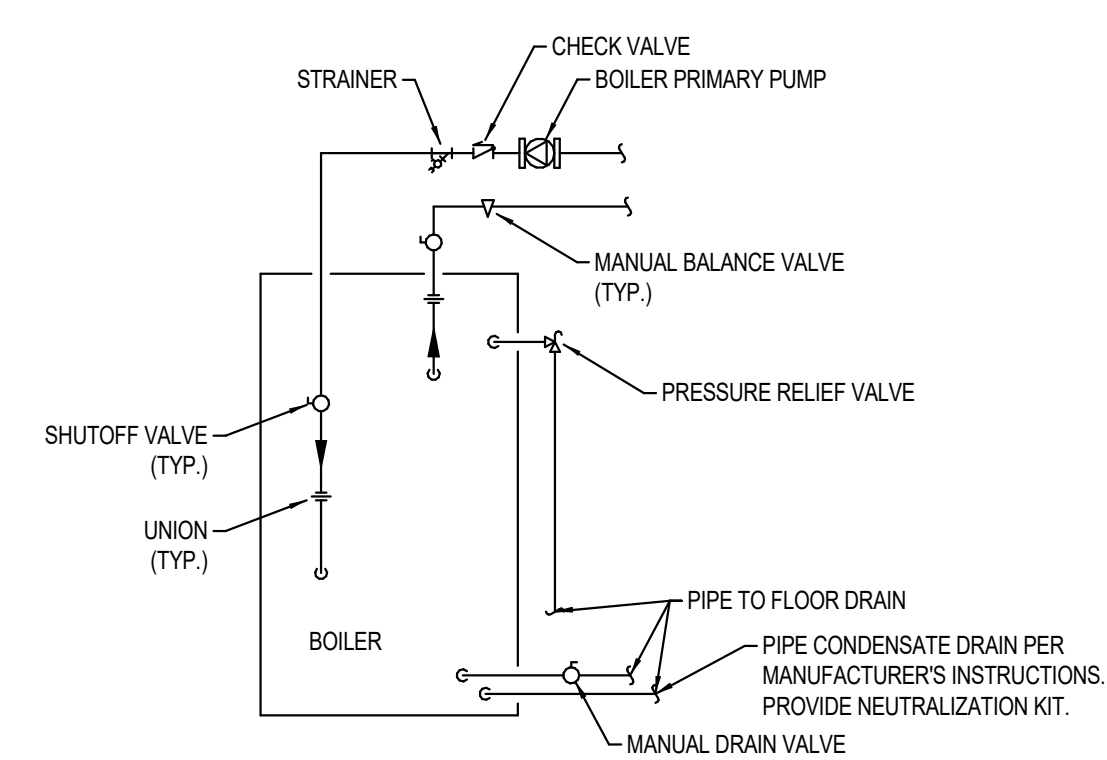 CHECK VALVE
STRAINER
BOILER PRIMARY PUMP
MANUAL BALANCE VALVE
(TYP.)
PRESSURE RELIEF VALVE
SHUTOFF VALVE
(TYP.)
UNION
(TYP.)
PIPE TO FLOOR DRAIN
BOILER
PIPE CONDENSATE DRAIN PER
MANUFACTURER'S INSTRUCTIONS.
PROVIDE NEUTRALIZATION KIT.
MANUAL DRAIN VALVE